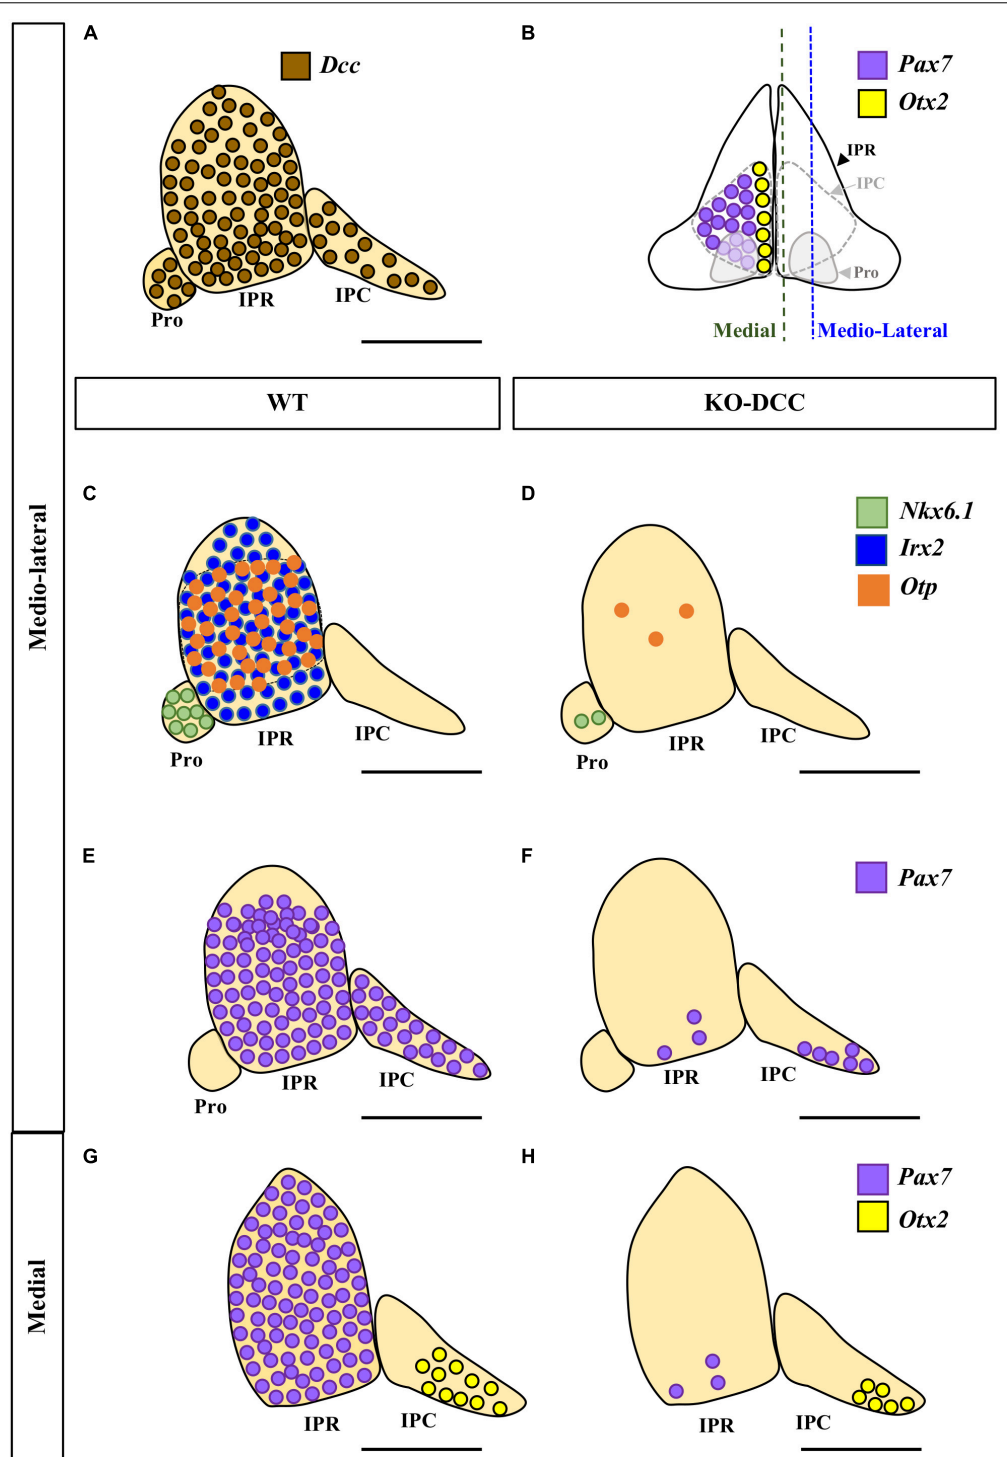 A
Dcc
Pro
IPR
IPC
B
Pax7
Otx2
IPR
IPC
Pro
Medial
Medio-Lateral
WT
KO-DCC
Medio-lateral
C
Pro
IPR
IPC
D
Nkx6.1
Irx2
Otp
Pro
IPR
IPC
E
Pro
IPR
IPC
F
Pax7
IPR
IPC
Medial
G
IPR
IPC
H
Pax7
Otx2
IPR
IPC